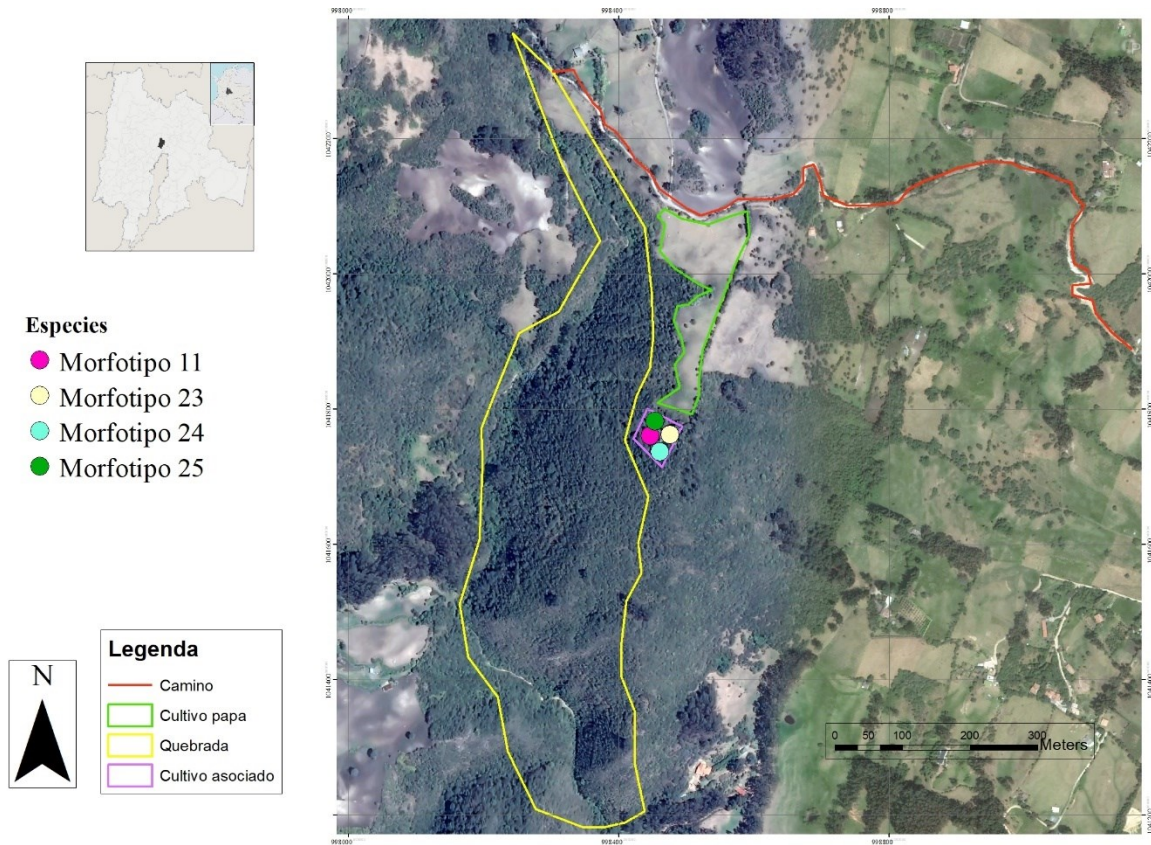 Especies
Morfotipo 11
Morfotipo 23
Morfotipo 24
Morfotipo 25
N
Legenda
Camino
Cultivo papa
Quebrada
Cultivo asociado
0 50 100 200 300
Meters